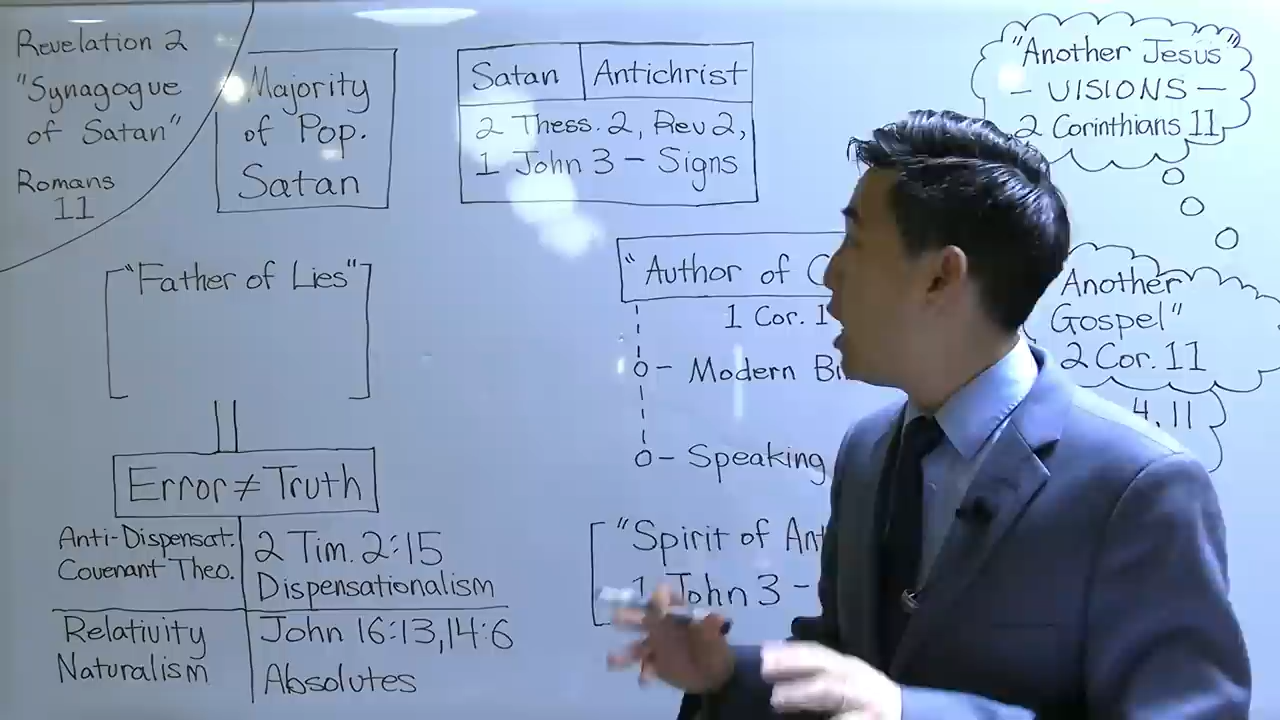 Revelation 2
"Synagogue
of Satan"
Romans
11
Majority
of Pop.
Satan
Satan | Antichrist
2 Thess. 2, Rev 2,
1 John 3 - Signs
"Another Jesus"
- VISIONS -
2 Corinthians 11
"Father of Lies"
Error ≠ Truth
Anti-Dispensat.
Covenant Theo.
2 Tim. 2:15
Dispensationalism
Relativity
Naturalism
John 16:13, 14:6
Absolutes
"Author of
1 Cor.
Modern
Speaking
"Spirit of
1 John 3 -
Another
Gospel"
2 Cor. 11
4, 11